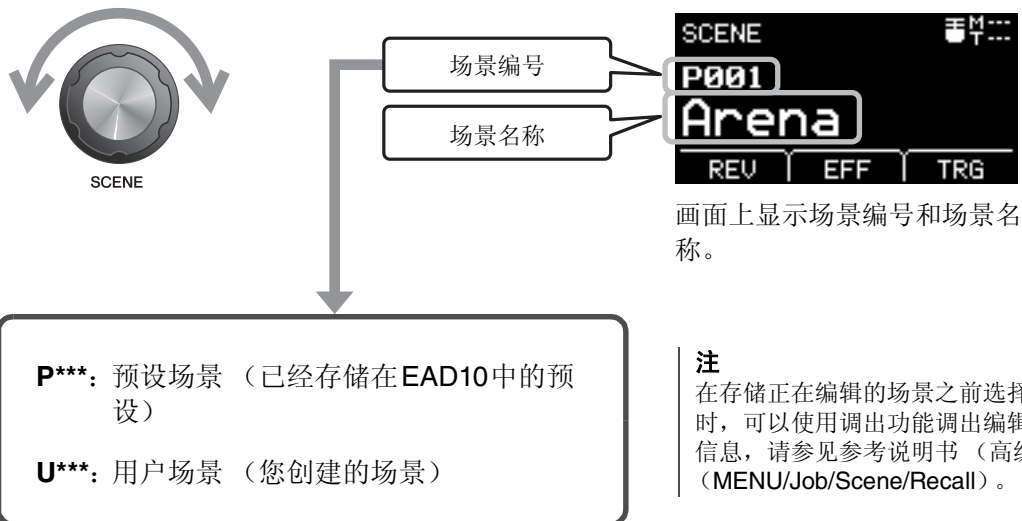 SCENE
场景编号
场景名称
SCENE
M---
T---
P001
Arena
REV EFF TRG
画面上显示场景编号和场景名
称。
P***: 预设场景 （已经存储在EAD10中的预
设）
U***: 用户场景 （您创建的场景）
注
在存储正在编辑的场景之前选择
时，可以使用调出功能调出编辑
信息，请参见参考说明书 （高级
（MENU/Job/Scene/Recall）。